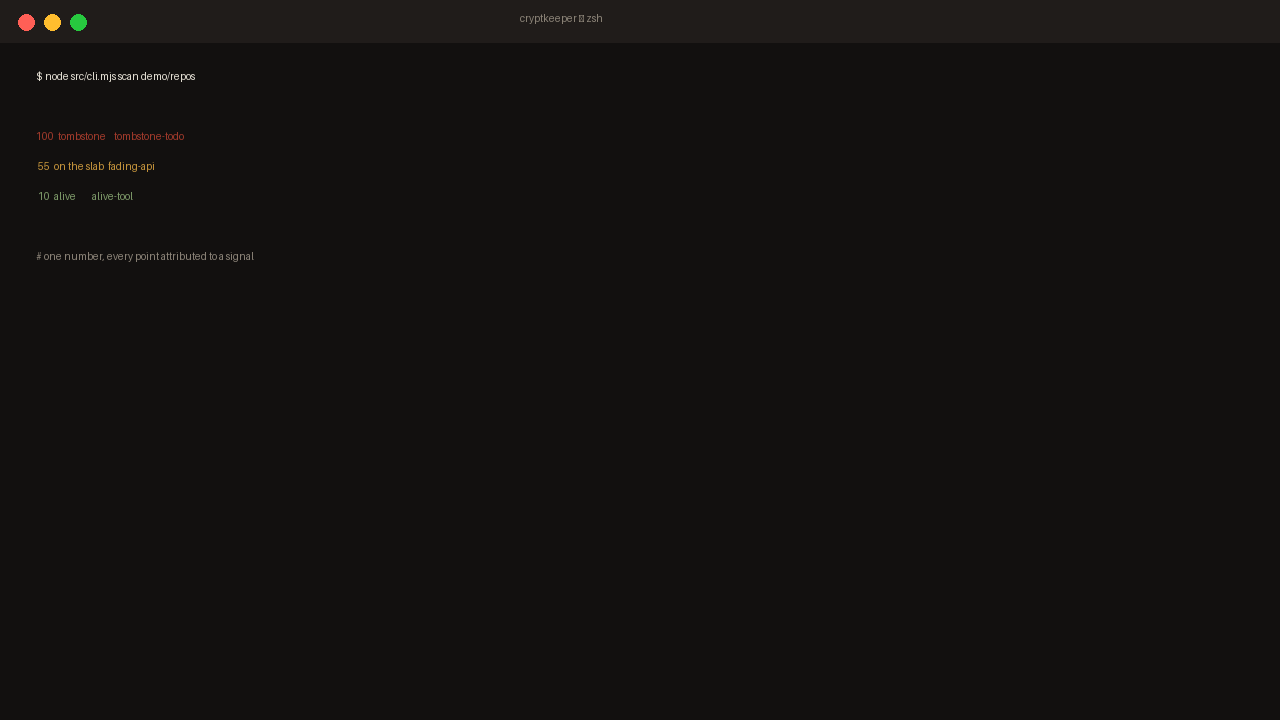 cryptkeeper ▯ zsh
$ node src/cli.mjs scan demo/repos
100 tombstone tombstone-todo
55 on the slab fading-api
10 alive alive-tool
# one number, every point attributed to a signal